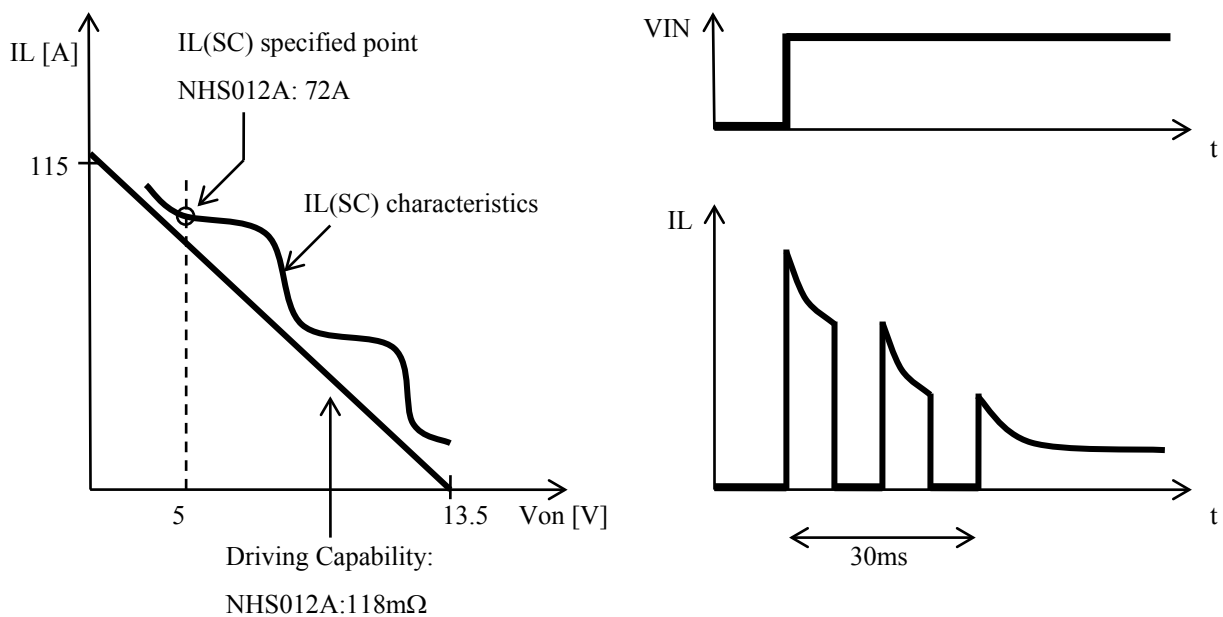 IL [A]
IL(SC) specified point
NHS012A: 72A
115
IL(SC) characteristics
5
13.5
Von [V]
Driving Capability:
NHS012A:118mΩ
VIN
t
IL
t
30ms